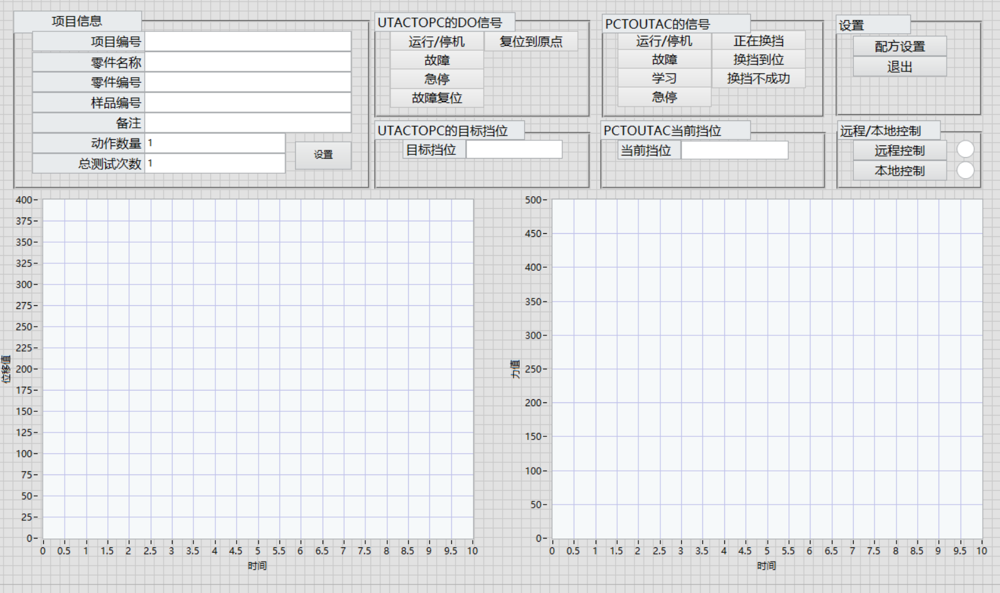 项目信息
项目编号
零件名称
零件编号
样品编号
备注
动作数量 1
总测试次数 1
设置
UTACTOPC的DO信号
运行/停机 复位到原点
故障
急停
故障复位
UTACTOPC的目标挡位
目标挡位
PCTOUTAC的信号
运行/停机 正在换挡
故障 换挡到位
学习 换挡不成功
急停
PCTOUTAC当前挡位
当前挡位
设置
配方设置
退出
远程/本地控制
远程控制
本地控制
400
375
350
325
300
275
250
225
200
175
150
125
100
75
50
25
0
位移值
0 0.5 1 1.5 2 2.5 3 3.5 4 4.5 5 5.5 6 6.5 7 7.5 8 8.5 9 9.5 10
时间
500
450
400
350
300
250
200
150
100
50
0
力值
0 0.5 1 1.5 2 2.5 3 3.5 4 4.5 5 5.5 6 6.5 7 7.5 8 8.5 9 9.5 10
时间